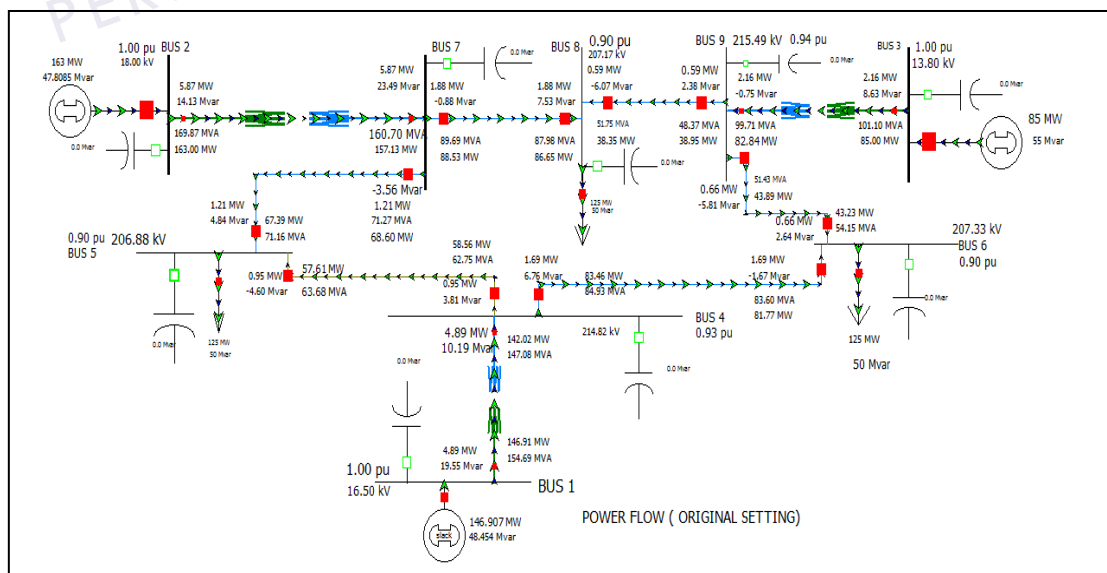 PER
1.00 pu
18.00 kV
BUS 2
163 MW
47.8085 Mvar
5.87 MW
14.13 Mvar
169.87 MVA
163.00 MW
0.0 Mvar
BUS 7
0.0 Mvar
5.87 MW
23.49 Mvar
160.70 MVA
157.13 MW
1.88 MW
-0.88 Mvar
89.69 MVA
88.53 MW
-3.56 Mvar
1.21 MW
71.27 MVA
68.60 MW
BUS 8
0.90 pu
207.17 kV
0.59 MW
-6.07 Mvar
1.88 MW
7.53 Mvar
87.98 MVA
86.65 MW
51.75 MVA
38.35 MW
0.0 Mvar
125 MW
50 Mvar
BUS 9
215.49 kV
0.94 pu
0.0 Mvar
0.59 MW
2.38 Mvar
48.37 MVA
38.95 MW
2.16 MW
-0.75 Mvar
99.71 MVA
82.84 MW
0.66 MW
-5.81 Mvar
51.43 MVA
43.89 MW
BUS 3
1.00 pu
13.80 kV
0.0 Mvar
2.16 MW
8.63 Mvar
101.10 MVA
85.00 MW
85 MW
55 Mvar
1.21 MW
4.84 Mvar
67.39 MW
71.16 MVA
0.90 pu
206.88 kV
BUS 5
0.95 MW
-4.60 Mvar
57.61 MW
63.68 MVA
0.0 Mvar
125 MW
50 Mvar
58.56 MW
62.75 MVA
0.95 MW
3.81 Mvar
1.69 MW
6.76 Mvar
83.46 MW
84.93 MVA
43.23 MW
54.15 MVA
0.66 MW
2.64 Mvar
1.69 MW
-1.67 Mvar
83.60 MVA
81.77 MW
207.33 kV
BUS 6
0.90 pu
0.0 Mvar
125 MW
50 Mvar
BUS 4
0.93 pu
214.82 kV
0.0 Mvar
4.89 MW
10.19 Mvar
142.02 MW
147.08 MVA
0.0 Mvar
4.89 MW
19.55 Mvar
146.91 MW
154.69 MVA
1.00 pu
16.50 kV
BUS 1
slack
146.907 MW
48.454 Mvar
POWER FLOW ( ORIGINAL SETTING)